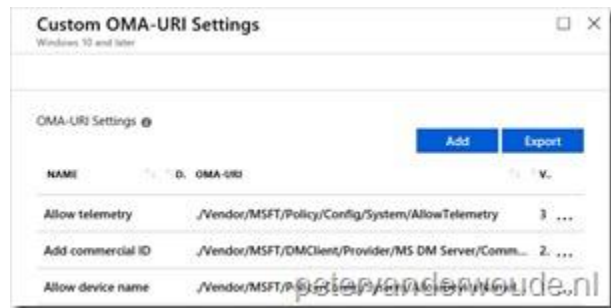 Custom OMA-URI Settings
Windows 10 and later
OMA-URI Settings
Add Export
NAME D. OMA-URI V..
Allow telemetry ./Vendor/MSFT/Policy/Config/System/AllowTelemetry 3 ...
Add commercial ID ./Vendor/MSFT/DMClient/Provider/MS DM Server/Comm... 2. ...
Allow device name ./Vendor/MSFT/
petervanderwoude.nl